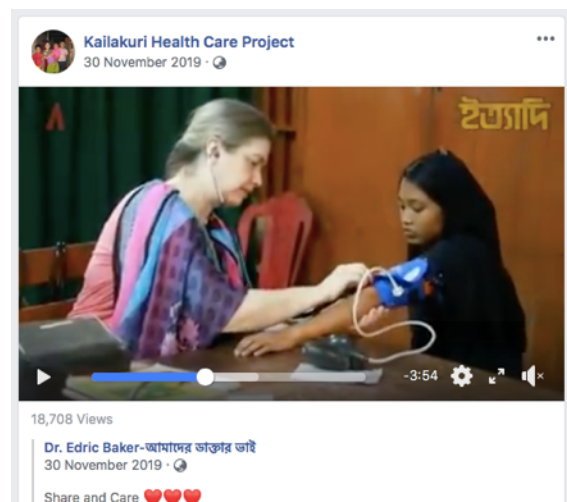 Kailakuri Health Care Project
30 November 2019
ইত্যাদি
-3:54
18,708 Views
Dr. Edric Baker-আমাদের ডাক্তার ভাই
30 November 2019
Share and Care ❤️❤️❤️